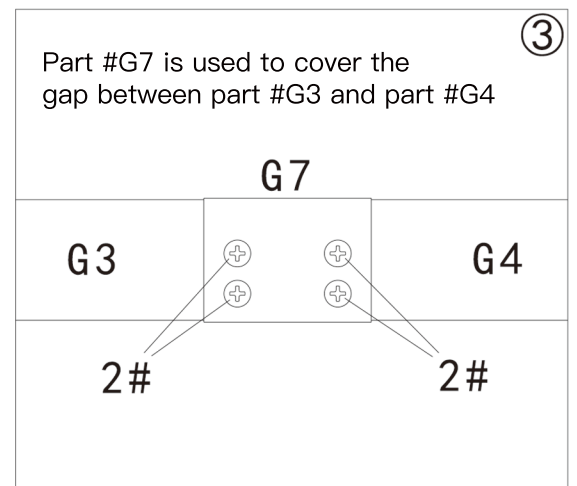 ③
Part #G7 is used to cover the
gap between part #G3 and part #G4
G7
G3
G4
2#
2#